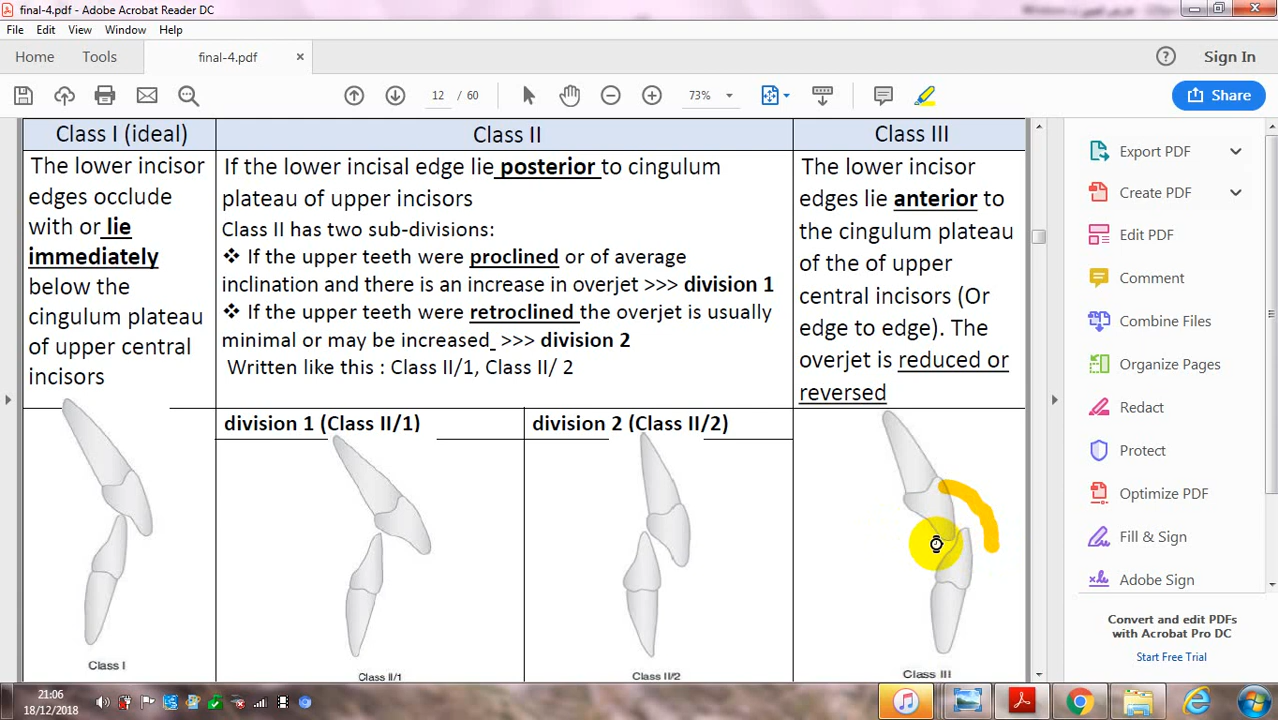 final-4.pdf - Adobe Acrobat Reader DC
File Edit View Window Help
Home Tools final-4.pdf × ? Sign In
12 / 60 73% Share
Class I (ideal)
The lower incisor
edges occlude
with or lie
immediately
below the
cingulum plateau
of upper central
incisors
Class II
If the lower incisal edge lie posterior to cingulum
plateau of upper incisors
Class II has two sub-divisions:
❖ If the upper teeth were proclined or of average
inclination and there is an increase in overjet >>> division 1
❖ If the upper teeth were retroclined the overjet is usually
minimal or may be increased >>> division 2
Written like this : Class II/1, Class II/ 2
Class III
The lower incisor
edges lie anterior to
the cingulum plateau
of the of upper
central incisors (Or
edge to edge). The
overjet is reduced or
reversed
division 1 (Class II/1)
division 2 (Class II/2)
Class I
Class II/1
Class II/2
Class III
Export PDF
Create PDF
Edit PDF
Comment
Combine Files
Organize Pages
Redact
Protect
Optimize PDF
Fill & Sign
Adobe Sign
Convert and edit PDFs
with Acrobat Pro DC
Start Free Trial
21:06
18/12/2018